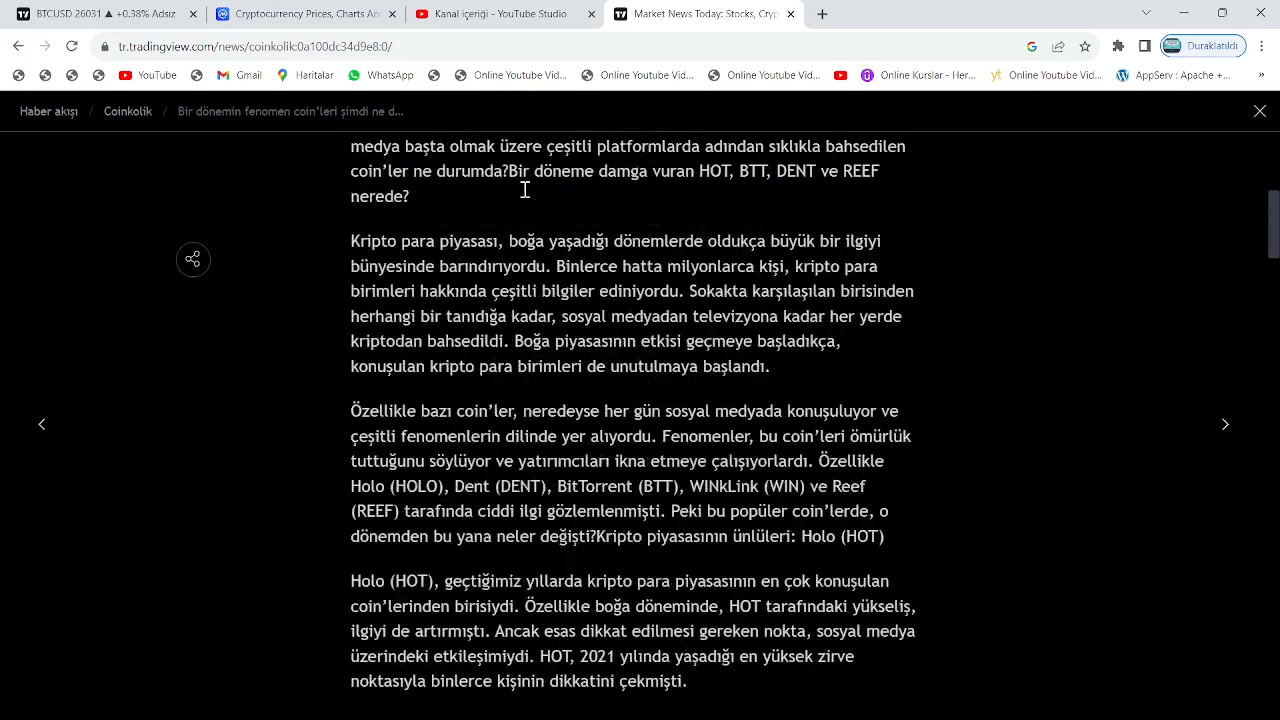 BTCUSD 26031 ▲ +0.38% Adsız
Cryptocurrency Prices, Charts An
Kanal içeriği - YouTube Studio
Market News Today: Stocks, Cryp
tr.tradingview.com/news/coinkolik:0a100dc34d9e8:0/
Duraklatıldı
YouTube
Gmail
Haritalar
WhatsApp
Online Youtube Vid...
Online Youtube Vid...
Online Youtube Vid...
Online Kurslar - Her...
Online Youtube Vid...
AppServ : Apache +...
Haber akışı / Coinkolik / Bir dönemin fenomen coin’leri şimdi ne d...
medya başta olmak üzere çeşitli platformlarda adından sıklıkla bahsedilen
coin’ler ne durumda?Bir döneme damga vuran HOT, BTT, DENT ve REEF
nerede?
Kripto para piyasası, boğa yaşadığı dönemlerde oldukça büyük bir ilgiyi
bünyesinde barındırıyordu. Binlerce hatta milyonlarca kişi, kripto para
birimleri hakkında çeşitli bilgiler ediniyordu. Sokakta karşılaşılan birisinden
herhangi bir tanıdığa kadar, sosyal medyadan televizyona kadar her yerde
kriptodan bahsedildi. Boğa piyasasının etkisi geçmeye başladıkça,
konuşulan kripto para birimleri de unutulmaya başlandı.
Özellikle bazı coin’ler, neredeyse her gün sosyal medyada konuşuluyor ve
çeşitli fenomenlerin dilinde yer alıyordu. Fenomenler, bu coin’leri ömürlük
tuttuğunu söylüyor ve yatırımcıları ikna etmeye çalışıyorlardı. Özellikle
Holo (HOLO), Dent (DENT), BitTorrent (BTT), WINkLink (WIN) ve Reef
(REEF) tarafında ciddi ilgi gözlemlenmişti. Peki bu popüler coin’lerde, o
dönemden bu yana neler değişti?Kripto piyasasının ünlüleri: Holo (HOT)
Holo (HOT), geçtiğimiz yıllarda kripto para piyasasının en çok konuşulan
coin’lerinden birisiydi. Özellikle boğa döneminde, HOT tarafındaki yükseliş,
ilgiyi de artırmıştı. Ancak esas dikkat edilmesi gereken nokta, sosyal medya
üzerindeki etkileşimiydi. HOT, 2021 yılında yaşadığı en yüksek zirve
noktasıyla binlerce kişinin dikkatini çekmişti.